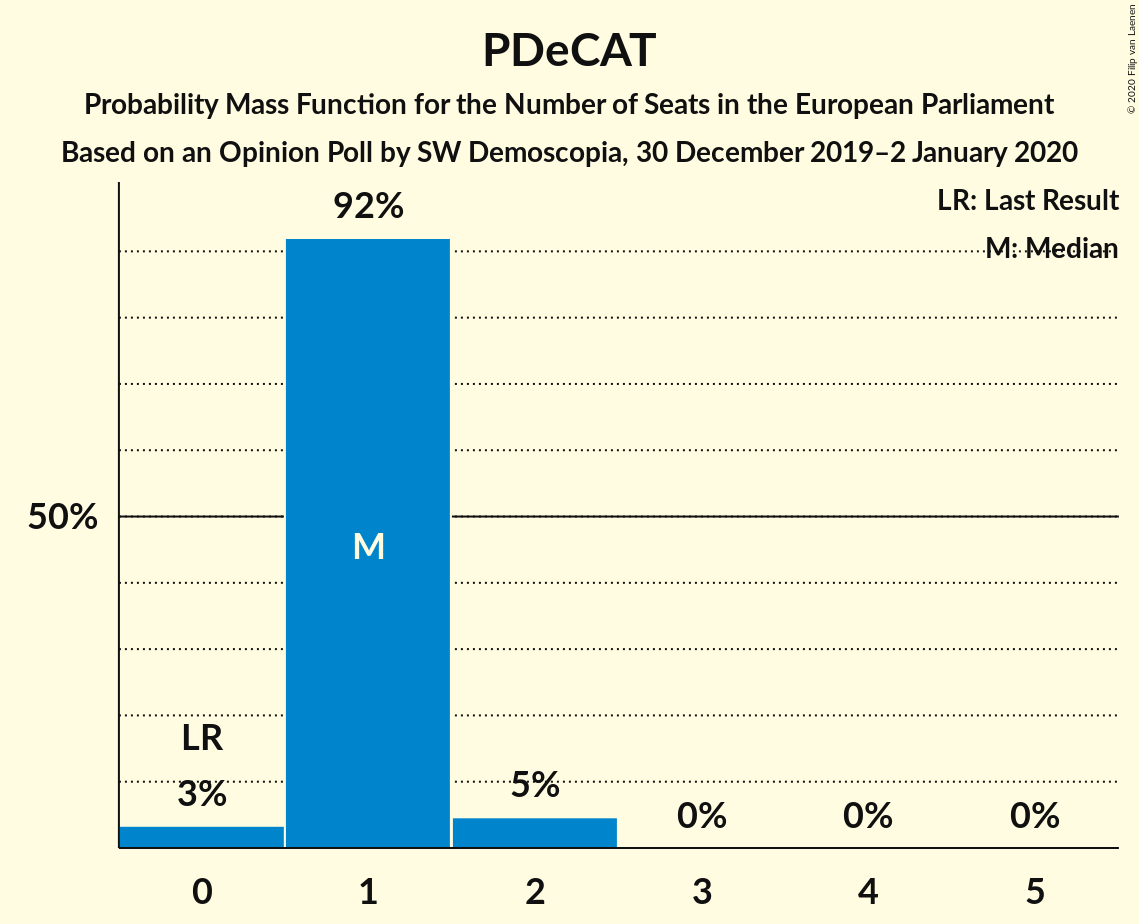 PDeCAT
Probability Mass Function for the Number of Seats in the European Parliament
Based on an Opinion Poll by SW Demoscopia, 30 December 2019–2 January 2020
© 2020 Filip van Laenen
LR: Last Result
M: Median
92%
50%
M
LR
3%
5%
0%
0%
0%
0 1 2 3 4 5